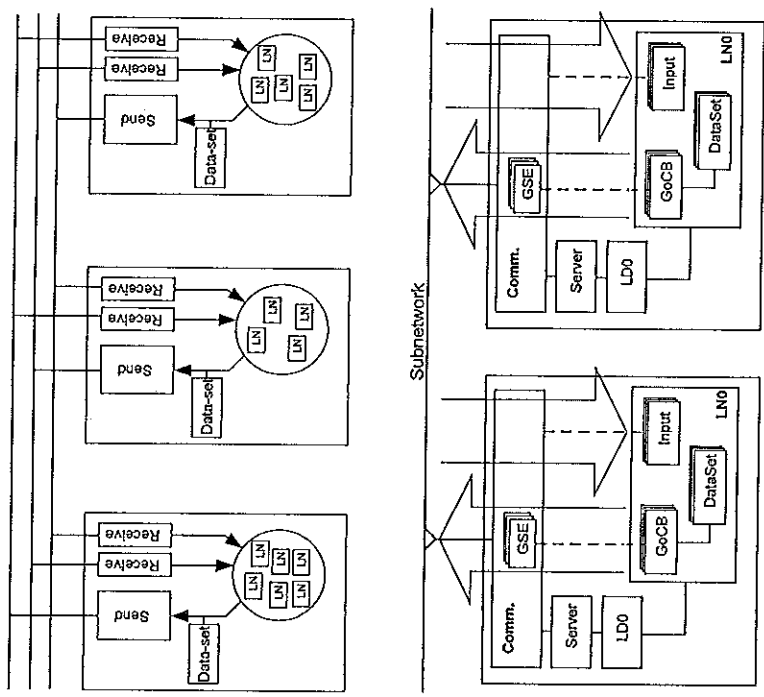 Receive
Receive
Send
Data-set
LN
LN
LN
LN
LN
LN
Receive
Receive
Send
Data-set
LN
LN
LN
LN
Receive
Receive
Send
Data-set
LN
LN
LN
LN
LN
Subnetwork
Comm.
GSE
Server
LD0
LN0
Input
GoCB
DataSet
Comm.
GSE
Server
LD0
LN0
Input
GoCB
DataSet